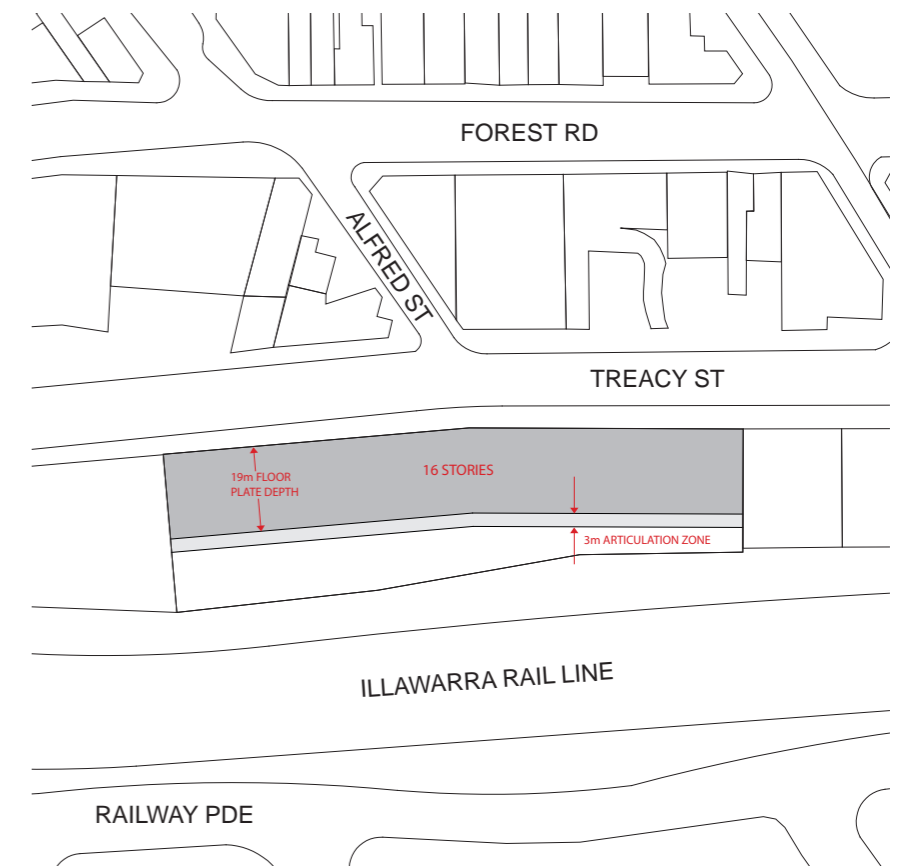 FOREST RD
ALFRED ST
TREACY ST
16 STORIES
19m FLOOR
PLATE DEPTH
3m ARTICULATION ZONE
ILLAWARRA RAIL LINE
RAILWAY PDE